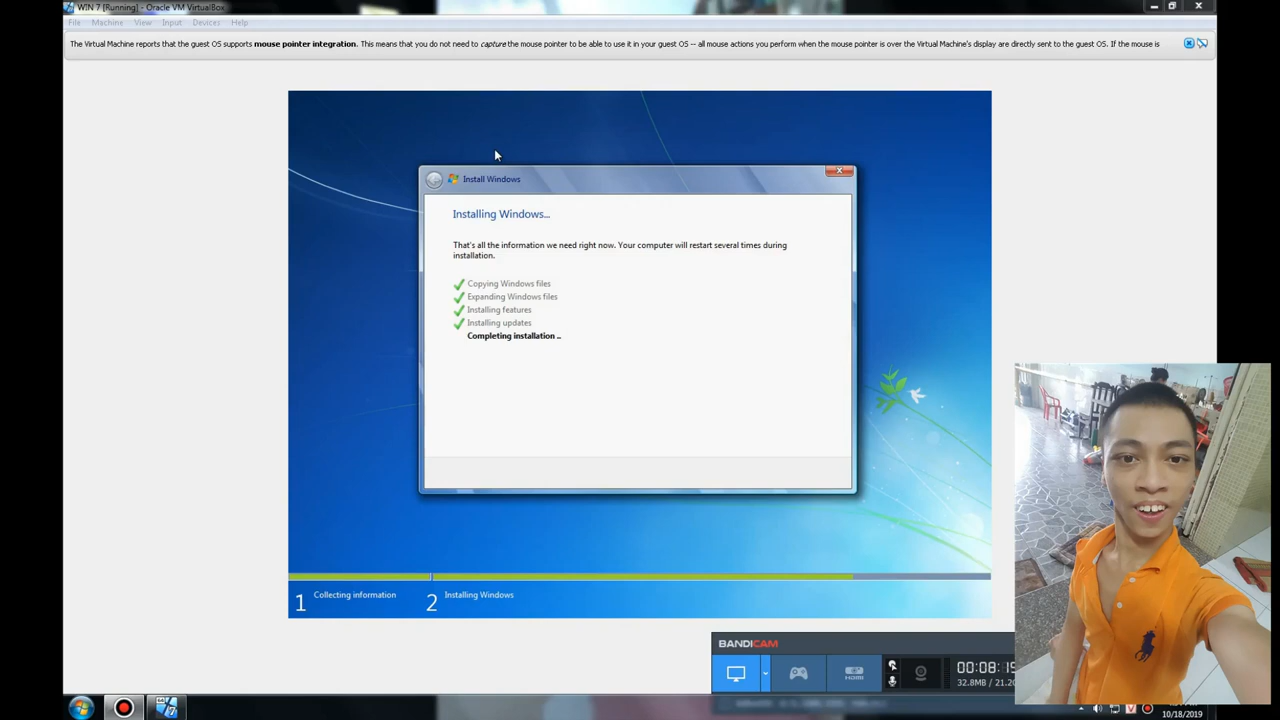 WIN 7 [Running] - Oracle VM VirtualBox
File Machine View Input Devices Help
The Virtual Machine reports that the guest OS supports mouse pointer integration. This means that you do not need to capture the mouse pointer to be able to use it in your guest OS -- all mouse actions you perform when the mouse pointer is over the Virtual Machine's display are directly sent to the guest OS. If the mouse is
Install Windows
Installing Windows...
That's all the information we need right now. Your computer will restart several times during
installation.
Copying Windows files
Expanding Windows files
Installing features
Installing updates
Completing installation ..
1 Collecting information 2 Installing Windows
BANDICAM
HDMI
00:08:15
32.8MB / 21.2
10/18/2019